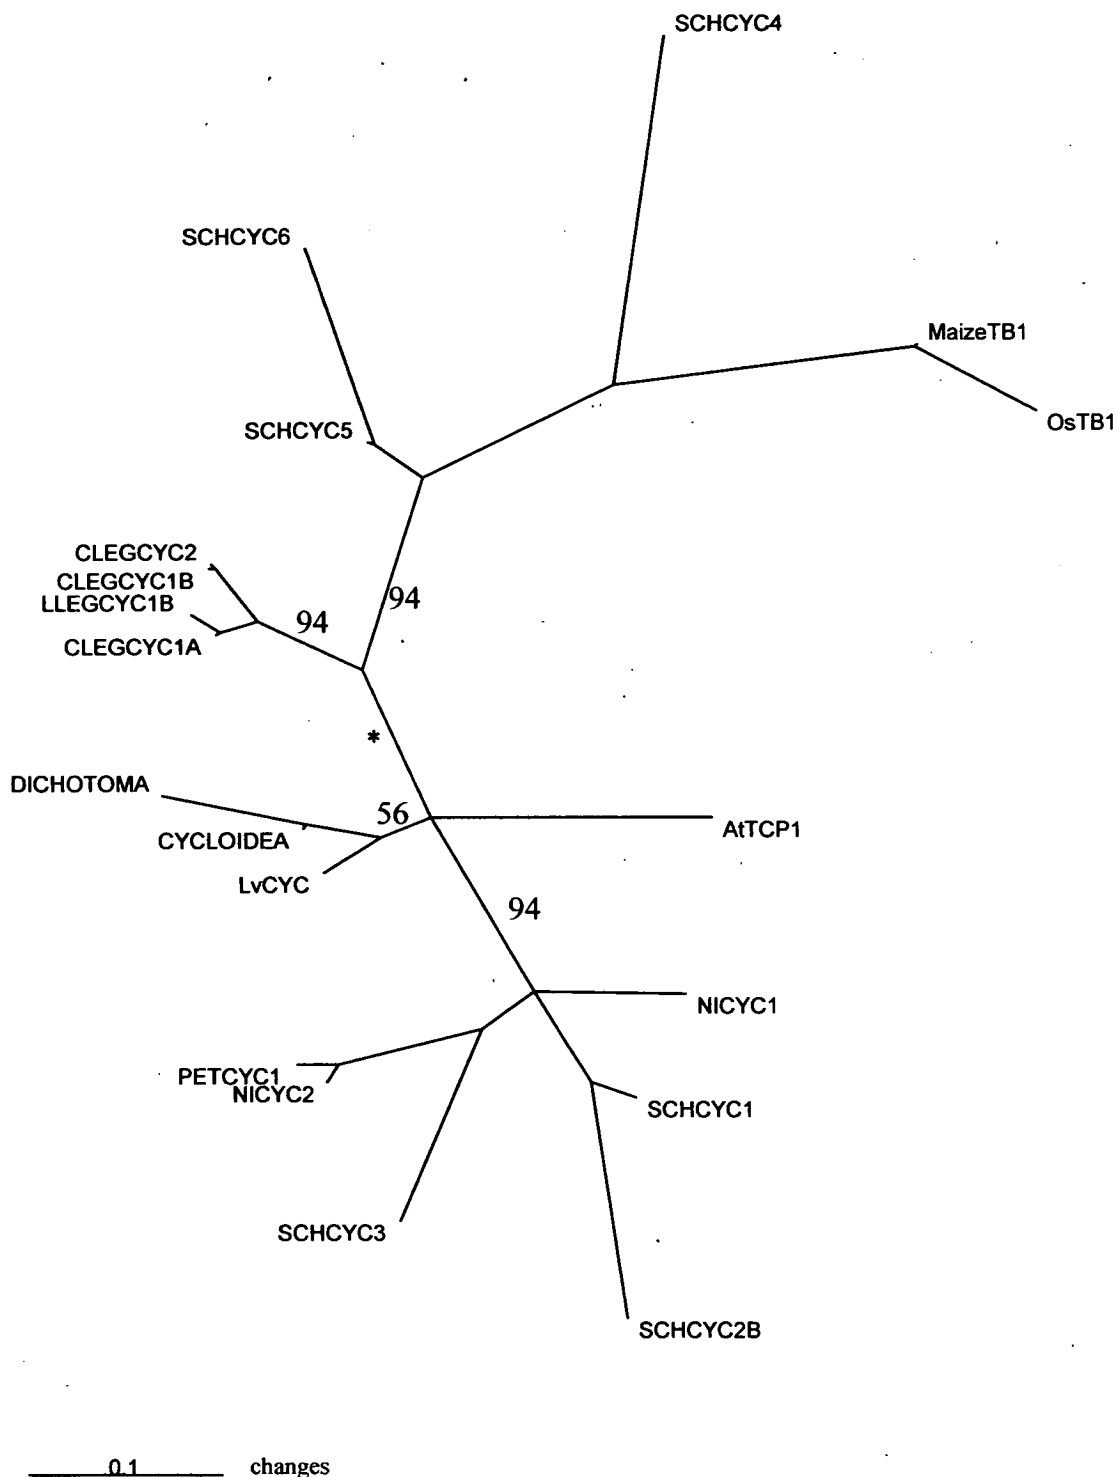 SCHCYC4
SCHCYC6
MaizeTB1
OsTB1
SCHCYC5
CLEGCYC2
CLEGCYC1B
94
LLEGCYC1B
94
CLEGCYC1A
*
DICHOTOMA
56
CYCLOIDEA
AtTCP1
LvCYC
94
NICYC1
PETCYC1
NICYC2
SCHCYC1
SCHCYC3
SCHCYC2B
0.1 changes